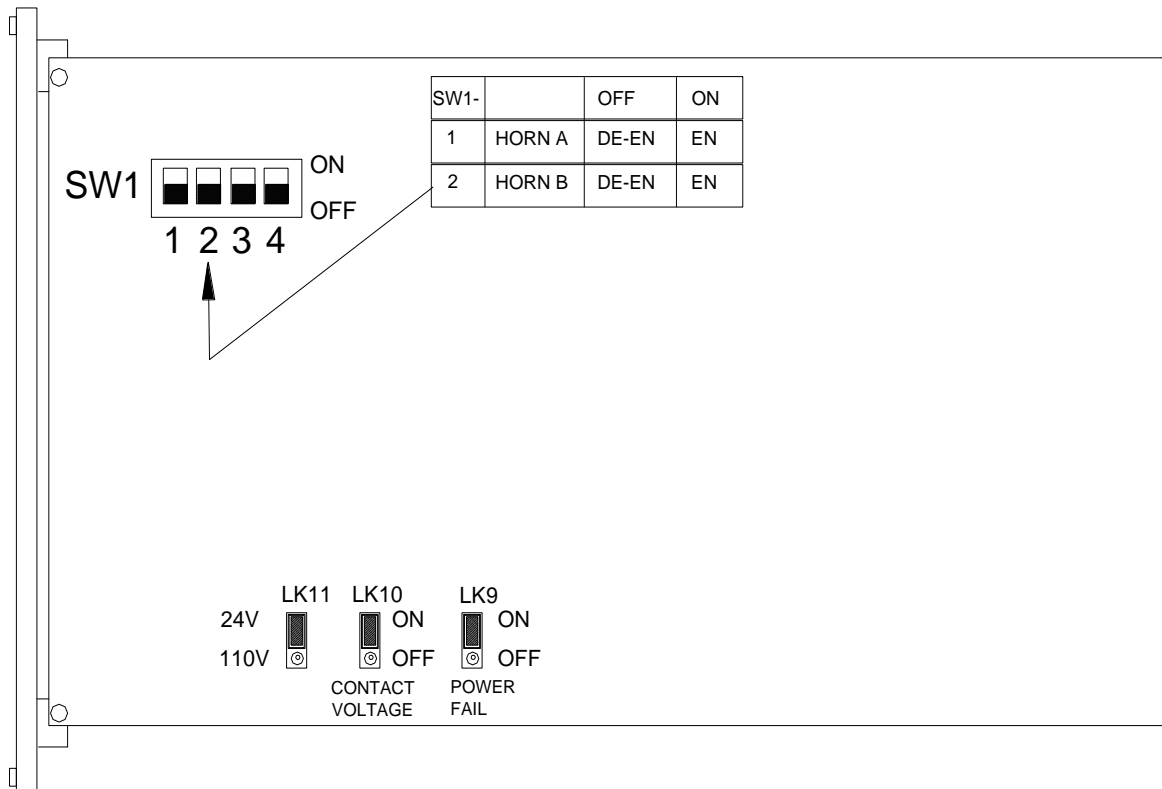 SW1- OFF ON
1 HORN A DE-EN EN
2 HORN B DE-EN EN
SW1 ON
OFF
1 2 3 4
LK11 LK10 LK9
24V ON ON
110V OFF OFF
CONTACT POWER
VOLTAGE FAIL